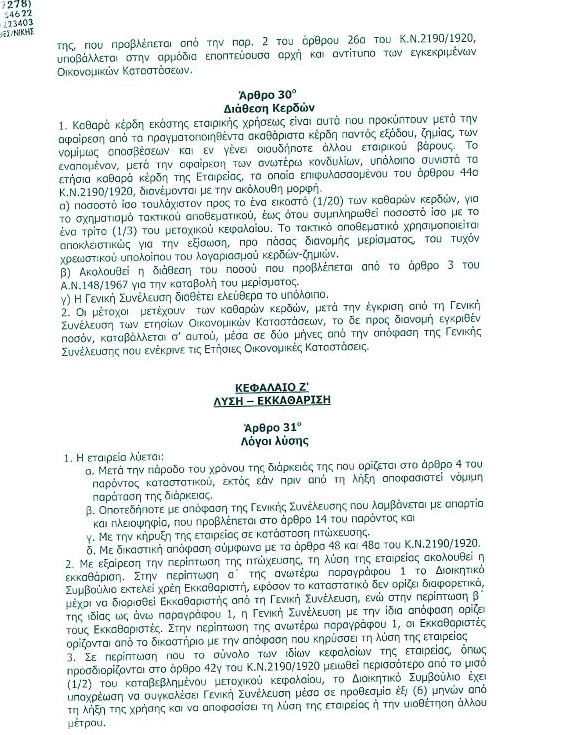 7278)
54622
223403
ΘΕΣ/ΝΙΚΗΣ
της, που προβλέπεται από την παρ. 2 του άρθρου 26α του Κ.Ν.2190/1920,
υποβάλλεται στην αρμόδια εποπτεύουσα αρχή και αντίτυπο των εγκεκριμένων
Οικονομικών Καταστάσεων.
Άρθρο 30°
Διάθεση Κερδών
1. Καθαρά κέρδη εκάστης εταιρικής χρήσεως είναι αυτά που προκύπτουν μετά την
αφαίρεση από τα πραγματοποιηθέντα ακαθάριστα κέρδη παντός εξόδου, ζημίας, των
νομίμως αποσβέσεων και εν γένει οιουδήποτε άλλου εταιρικού βάρους. Το
εναπομένον, μετά την αφαίρεση των ανωτέρω κονδυλίων, υπόλοιπο συνιστά τα
ετήσια καθαρά κέρδη της Εταιρείας, τα οποία επιφυλασσομένου του άρθρου 44α
Κ.Ν.2190/1920, διανέμονται με την ακόλουθη μορφή.
α) ποσοστό ίσο τουλάχιστον προς το ένα εικοστό (1/20) των καθαρών κερδών, για
το σχηματισμό τακτικού αποθεματικού, έως ότου συμπληρωθεί ποσοστό ίσο με το
ένα τρίτο (1/3) του μετοχικού κεφαλαίου. Το τακτικό αποθεματικό χρησιμοποιείται
αποκλειστικώς για την εξίσωση, προ πάσας διανομής μερίσματος, του τυχόν
χρεωστικού υπολοίπου του λογαριασμού κερδών-ζημιών.
β) Ακολουθεί η διάθεση του ποσού που προβλέπεται από το άρθρο 3 του
Α.Ν.148/1967 για την καταβολή του μερίσματος.
γ) Η Γενική Συνέλευση διαθέτει ελεύθερα το υπόλοιπο.
2. Οι μέτοχοι μετέχουν των καθαρών κερδών, μετά την έγκριση από τη Γενική
Συνέλευση των ετησίων Οικονομικών Καταστάσεων, το δε προς διανομή εγκριθέν
ποσόν, καταβάλλεται σ' αυτού, μέσα σε δύο μήνες από την απόφαση της Γενικής
Συνέλευσης που ενέκρινε τις Ετήσιες Οικονομικές Καταστάσεις.
ΚΕΦΑΛΑΙΟ Ζ'
ΛΥΣΗ – ΕΚΚΑΘΑΡΙΣΗ
Άρθρο 31°
Λόγοι λύσης
1. Η εταιρεία λύεται:
α. Μετά την πάροδο του χρόνου της διάρκειάς της που ορίζεται στο άρθρο 4 του
παρόντος καταστατικού, εκτός εάν πριν από τη λήξη αποφασιστεί νόμιμη
παράταση της διάρκειας.
β. Οποτεδήποτε με απόφαση της Γενικής Συνέλευσης που λαμβάνεται με απαρτία
και πλειοψηφία, που προβλέπεται στο άρθρο 14 του παρόντος και
γ. Με την κήρυξη της εταιρείας σε κατάσταση πτώχευσης.
δ. Με δικαστική απόφαση σύμφωνα με τα άρθρα 48 και 48α του Κ.Ν.2190/1920.
2. Με εξαίρεση την περίπτωση της πτώχευσης, τη λύση της εταιρείας ακολουθεί η
εκκαθάριση. Στην περίπτωση α΄ της ανωτέρω παραγράφου 1 το Διοικητικό
Συμβούλιο εκτελεί χρέη Εκκαθαριστή, εφόσον το καταστατικό δεν ορίζει διαφορετικά,
μέχρι να διορισθεί Εκκαθαριστής από τη Γενική Συνέλευση, ενώ στην περίπτωση β΄
της ιδίας ως άνω παραγράφου 1, η Γενική Συνέλευση με την ίδια απόφαση ορίζει
τους Εκκαθαριστές. Στην περίπτωση της ανωτέρω παραγράφου 1, οι Εκκαθαριστές
ορίζονται από το δικαστήριο με την απόφαση που κηρύσσει τη λύση της εταιρείας
3. Σε περίπτωση που το σύνολο των ιδίων κεφαλαίων της εταιρείας, όπως
προσδιορίζονται στο άρθρο 42γ του Κ.Ν.2190/1920 μειωθεί περισσότερο από το μισό
(1/2) του καταβεβλημένου μετοχικού κεφαλαίου, το Διοικητικό Συμβούλιο έχει
υποχρέωση να συγκαλέσει Γενική Συνέλευση μέσα σε προθεσμία έξι (6) μηνών από
τη λήξη της χρήσης και να αποφασίσει τη λύση της εταιρείας ή την υιοθέτηση άλλου
μέτρου.